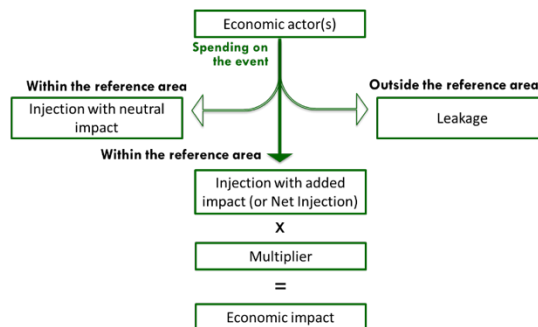 Economic actor(s)
Spending on
the event
Within the reference area
Outside the reference area
Injection with neutral
impact
Leakage
Within the reference area
Injection with added
impact (or Net Injection)
x
Multiplier
=
Economic impact